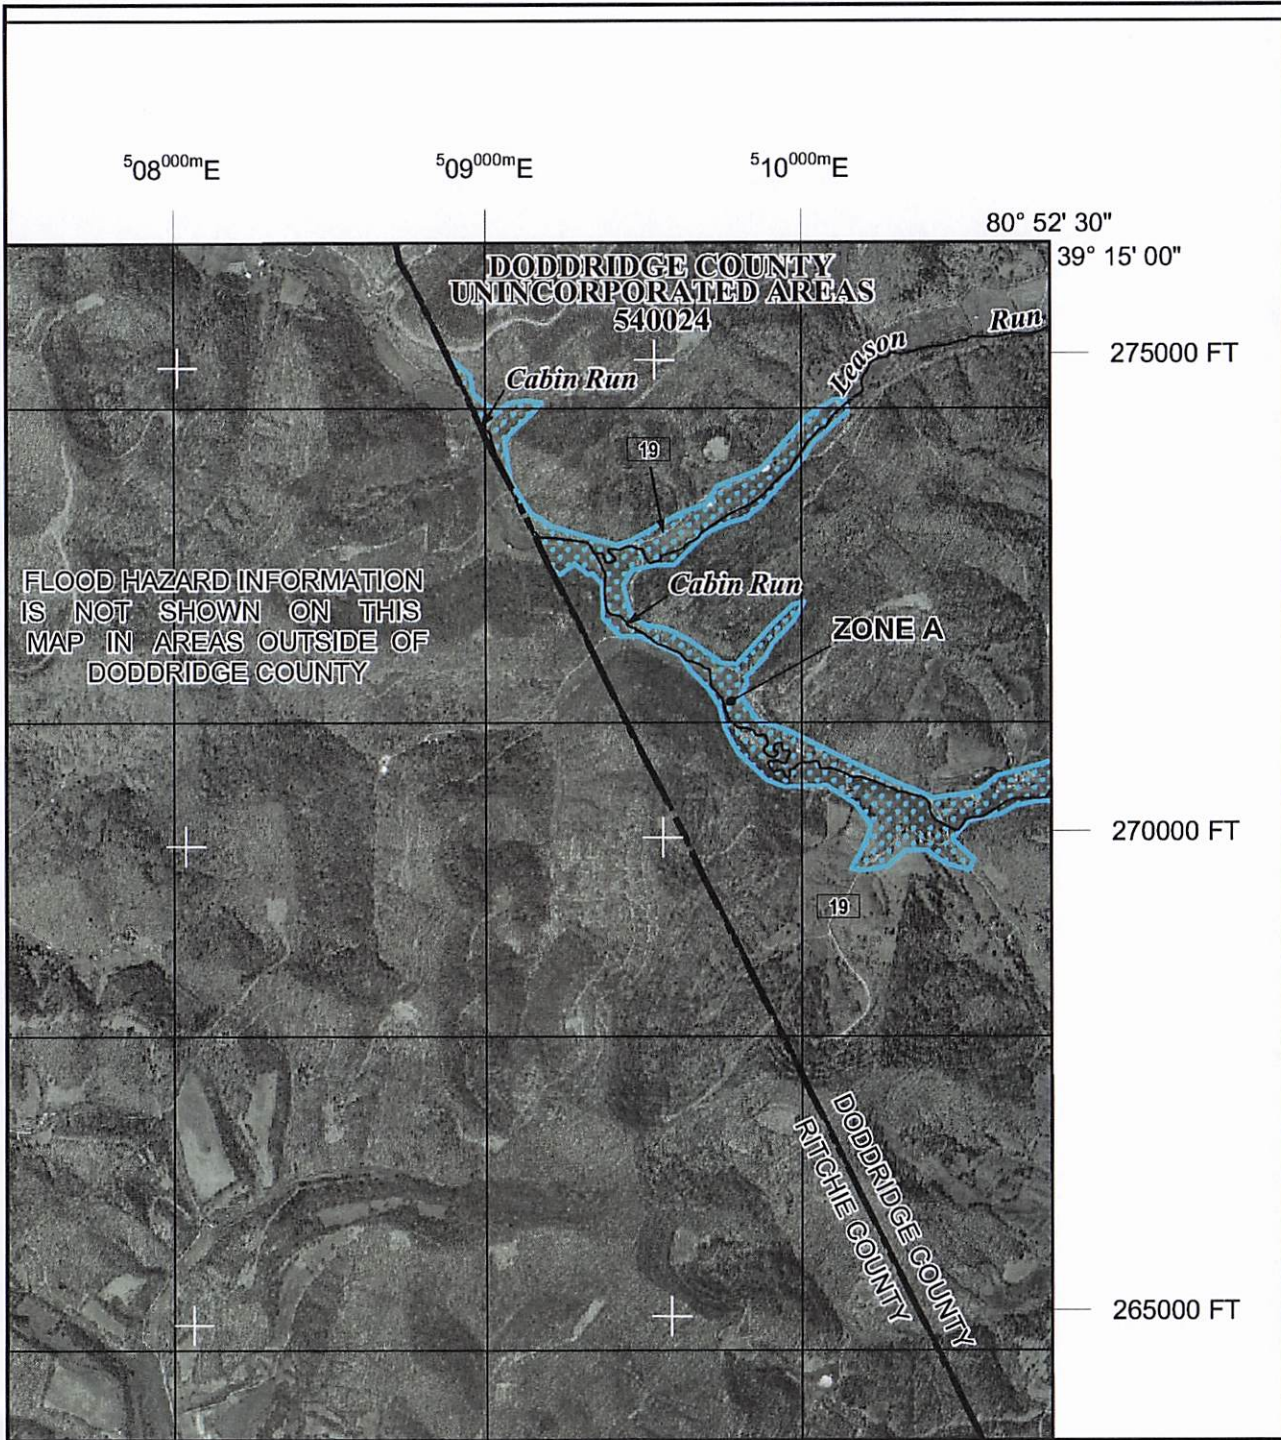 ⁵08⁰⁰⁰ᵐE
⁵09⁰⁰⁰ᵐE
⁵10⁰⁰⁰ᵐE
80° 52' 30"
39° 15' 00"
DODDRIDGE COUNTY
UNINCORPORATED AREAS
540024
Leason Run
275000 FT
Cabin Run
19
FLOOD HAZARD INFORMATION
IS NOT SHOWN ON THIS
MAP IN AREAS OUTSIDE OF
DODDRIDGE COUNTY
Cabin Run
ZONE A
270000 FT
19
DODDRIDGE COUNTY
RITCHIE COUNTY
265000 FT